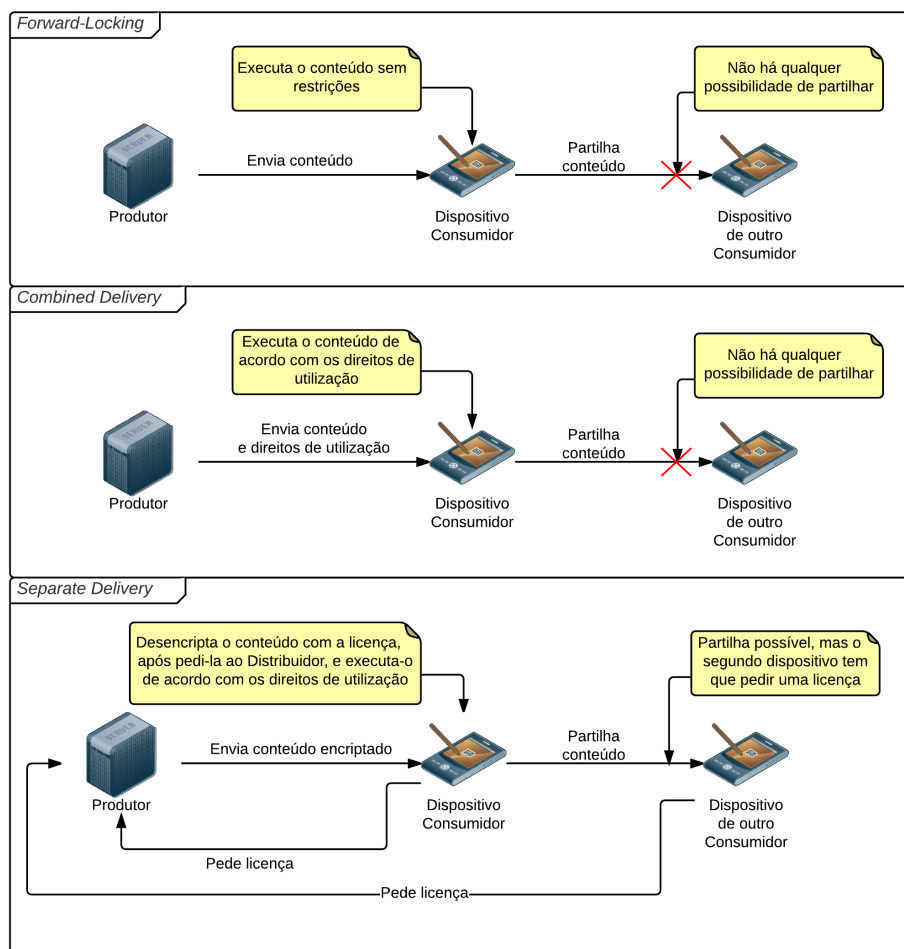 Forward-Locking
Executa o conteúdo sem
restrições
Não há qualquer
possibilidade de partilhar
SERVER
Envia conteúdo
Partilha
conteúdo
Produtor
Dispositivo
Consumidor
Dispositivo
de outro
Consumidor
Combined Delivery
Executa o conteúdo de
acordo com os direitos de
utilização
Não há qualquer
possibilidade de partilhar
SERVER
Envia conteúdo
e direitos de utilização
Partilha
conteúdo
Produtor
Dispositivo
Consumidor
Dispositivo
de outro
Consumidor
Separate Delivery
Desencripta o conteúdo com a licença,
após pedi-la ao Distribuidor, e executa-o
de acordo com os direitos de utilização
Partilha possível, mas o
segundo dispositivo tem
que pedir uma licença
SERVER
Envia conteúdo encriptado
Partilha
conteúdo
Produtor
Dispositivo
Consumidor
Dispositivo
de outro
Consumidor
Pede licença
Pede licença